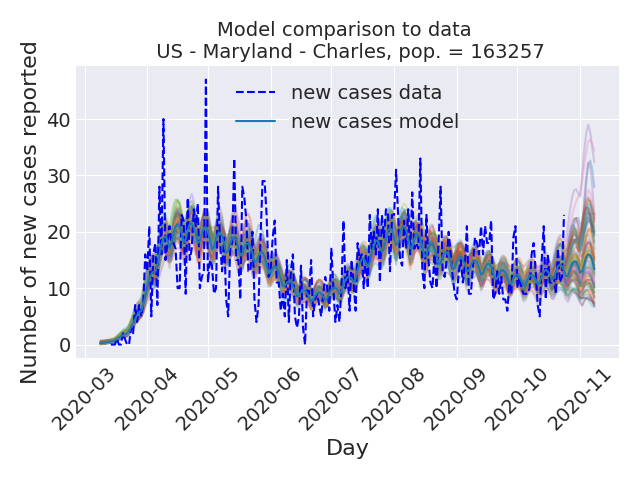 Model comparison to data
US - Maryland - Charles, pop. = 163257
Number of new cases reported
new cases data
new cases model
40
30
20
10
0
2020-03
2020-04
2020-05
2020-06
2020-07
2020-08
2020-09
2020-10
2020-11
Day